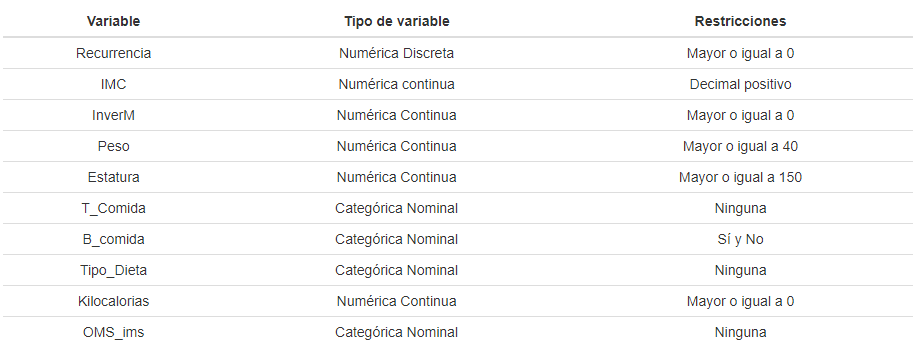 Variable Tipo de variable Restricciones
Recurrencia Numérica Discreta Mayor o igual a 0
IMC Numérica continua Decimal positivo
InverM Numérica Continua Mayor o igual a 0
Peso Numérica Continua Mayor o igual a 40
Estatura Numérica Continua Mayor o igual a 150
T_Comida Categórica Nominal Ninguna
B_comida Categórica Nominal Sí y No
Tipo_Dieta Categórica Nominal Ninguna
Kilocalorias Numérica Continua Mayor o igual a 0
OMS_ims Categórica Nominal Ninguna